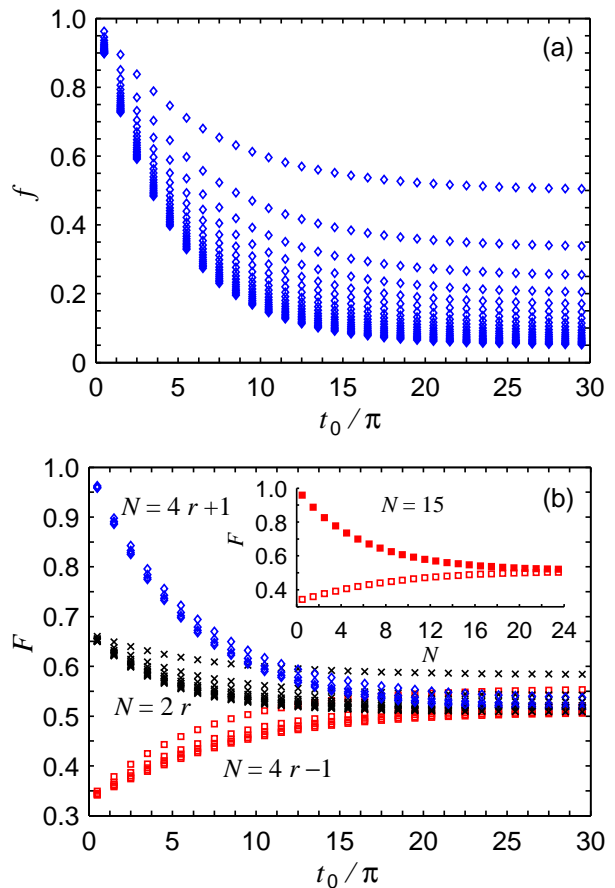 (a)
f
1.0
0.8
0.6
0.4
0.2
0
0 5 10 15 20 25 30
t₀ / π
(b)
F
1.0
0.9
0.8
0.7
0.6
0.5
0.4
0.3
N = 4 r +1
N = 2 r
N = 4 r −1
N = 15
F
1.0
0.8
0.6
0.4
0 4 8 12 16 20 24
N
0 5 10 15 20 25 30
t₀ / π